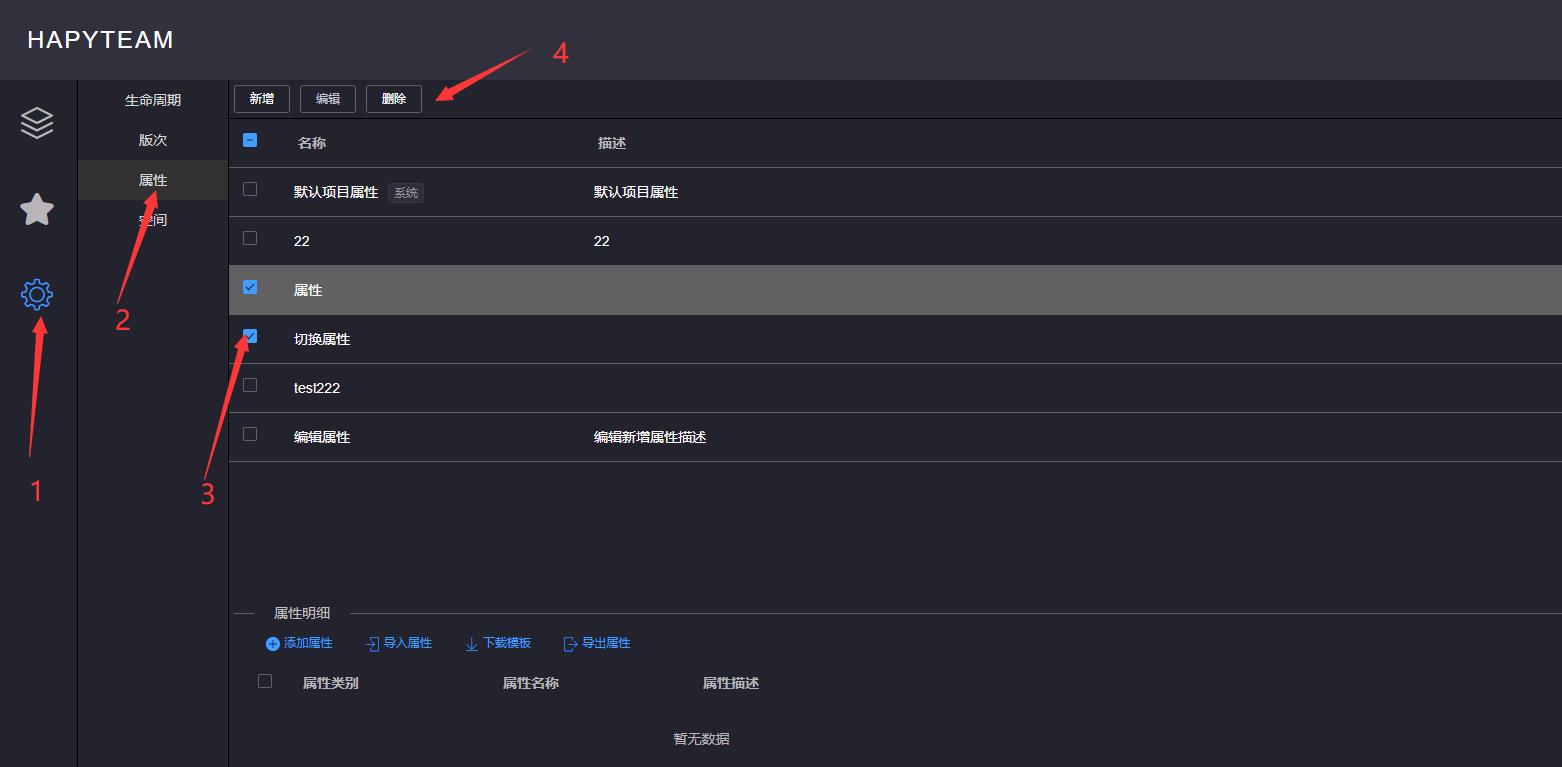 HAPYTEAM
4
生命周期
版次
属性
空间
新增 编辑 删除
名称 描述
默认项目属性 系统 默认项目属性
22 22
属性
切换属性
test222
编辑属性 编辑新增属性描述
2
1
3
属性明细
添加属性 导入属性 下载模板 导出属性
属性类别 属性名称 属性描述
暂无数据